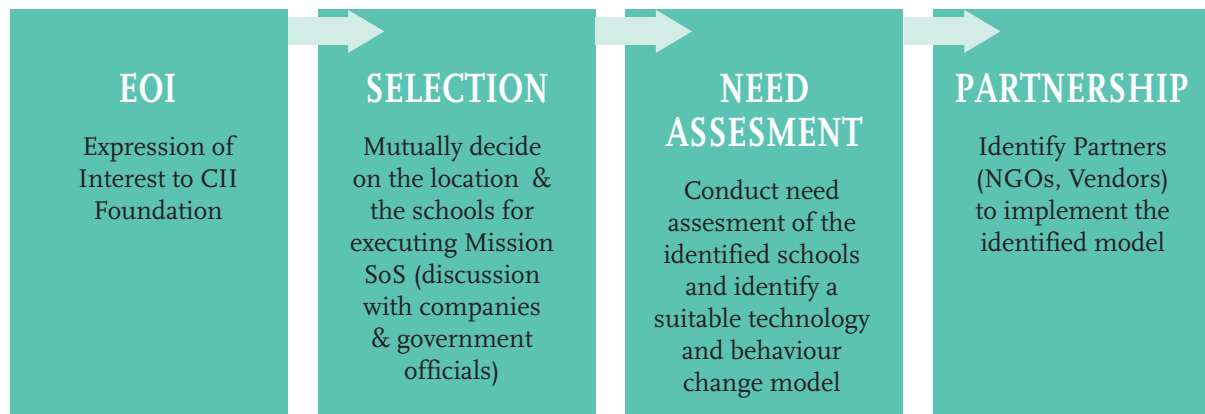 EOI
Expression of
Interest to CII
Foundation
SELECTION
Mutually decide
on the location &
the schools for
executing Mission
SoS (discussion
with companies
& government
officials)
NEED
ASSESMENT
Conduct need
assesment of the
identified schools
and identify a
suitable technology
and behaviour
change model
PARTNERSHIP
Identify Partners
(NGOs, Vendors)
to implement the
identified model